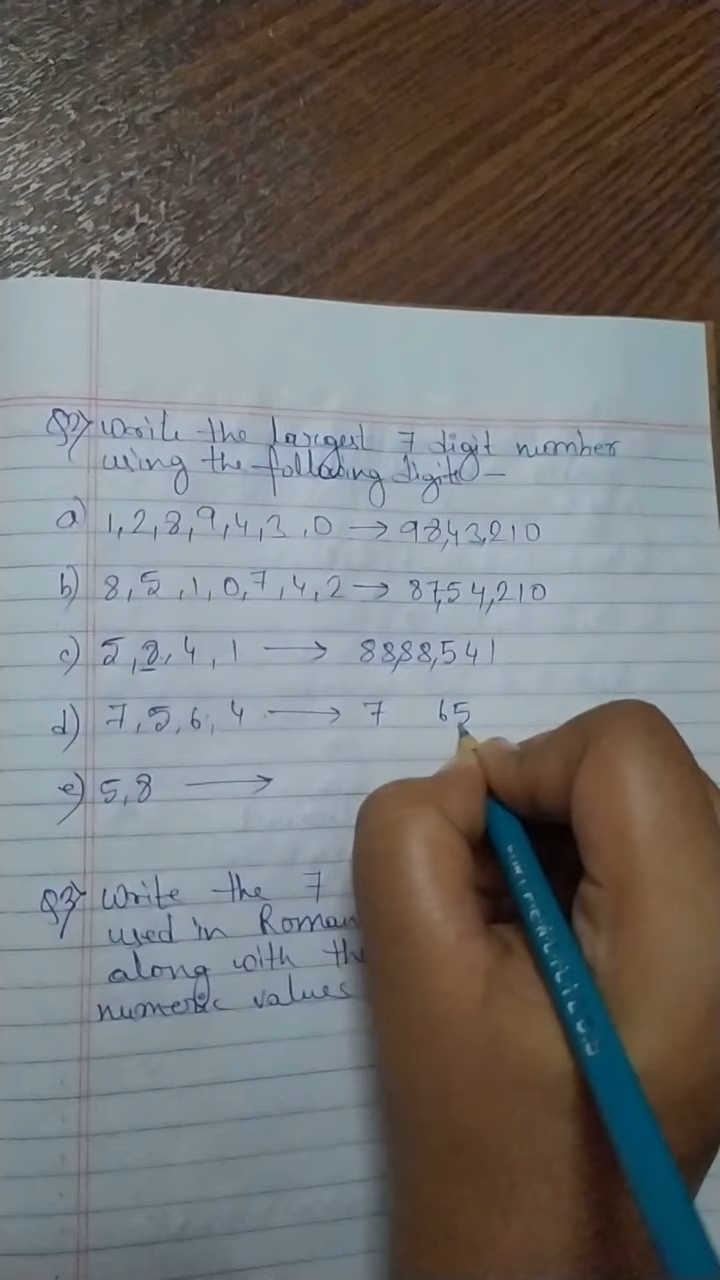 Q2) Write the largest 7 digit number
using the following digits –
a) 1,2,8,9,4,3,0 → 98,43,210
b) 8,5,1,0,7,4,2 → 87,54,210
c) 5,8,4,1 → 88,88,541
d) 7,5,6,4 → 7 65
e) 5,8 →
Q3) Write the 7
used in Roman
along with the
numeric values